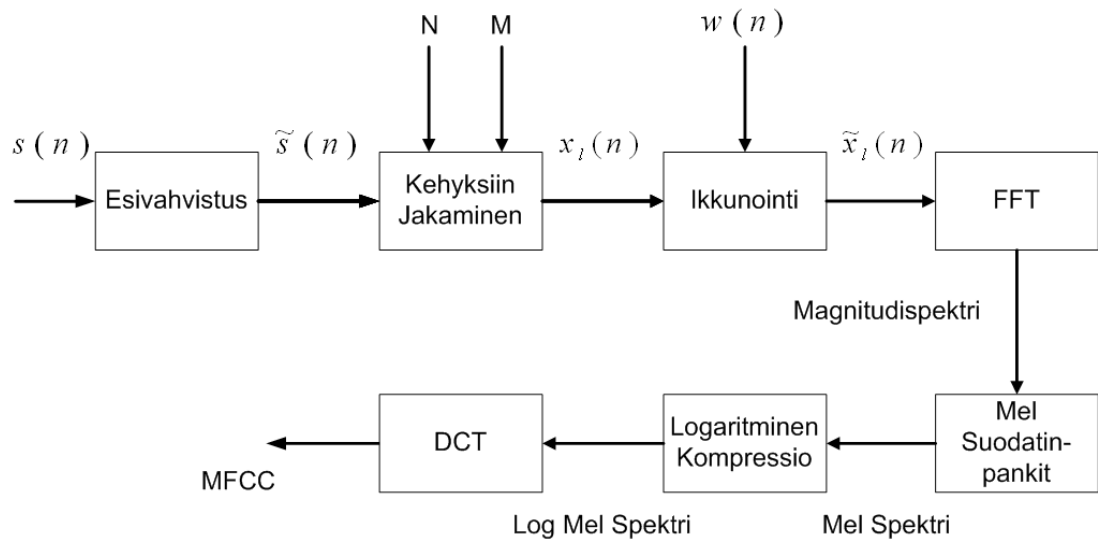 N M w ( n )
s ( n ) s̃ ( n ) x_l ( n ) x̃_l ( n )
Esivahvistus
Kehyksiin
Jakaminen
Ikkunointi
FFT
Magnitudispektri
Mel
Suodatin-
pankit
Logaritminen
Kompressio
DCT
MFCC
Log Mel Spektri
Mel Spektri